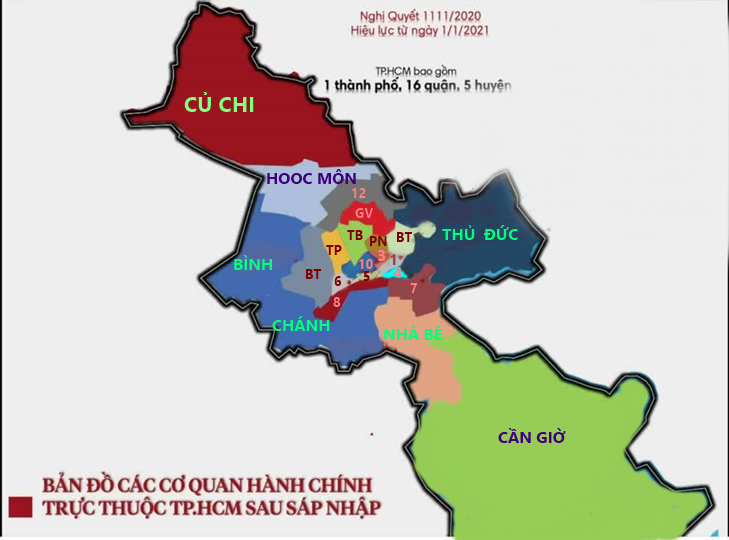 Nghị Quyết 1111/2020
Hiệu lực từ ngày 1/1/2021
TP.HCM bao gồm
1 thành phố, 16 quận, 5 huyện
CỦ CHI
HOOC MÔN
12
GV
TB
PN
BT
THỦ ĐỨC
TP
BÌNH
BT
10
3
1
6
5
4
7
8
CHÁNH
NHÀ BÈ
CẦN GIỜ
BẢN ĐỒ CÁC CƠ QUAN HÀNH CHÍNH
TRỰC THUỘC TP.HCM SAU SÁP NHẬP